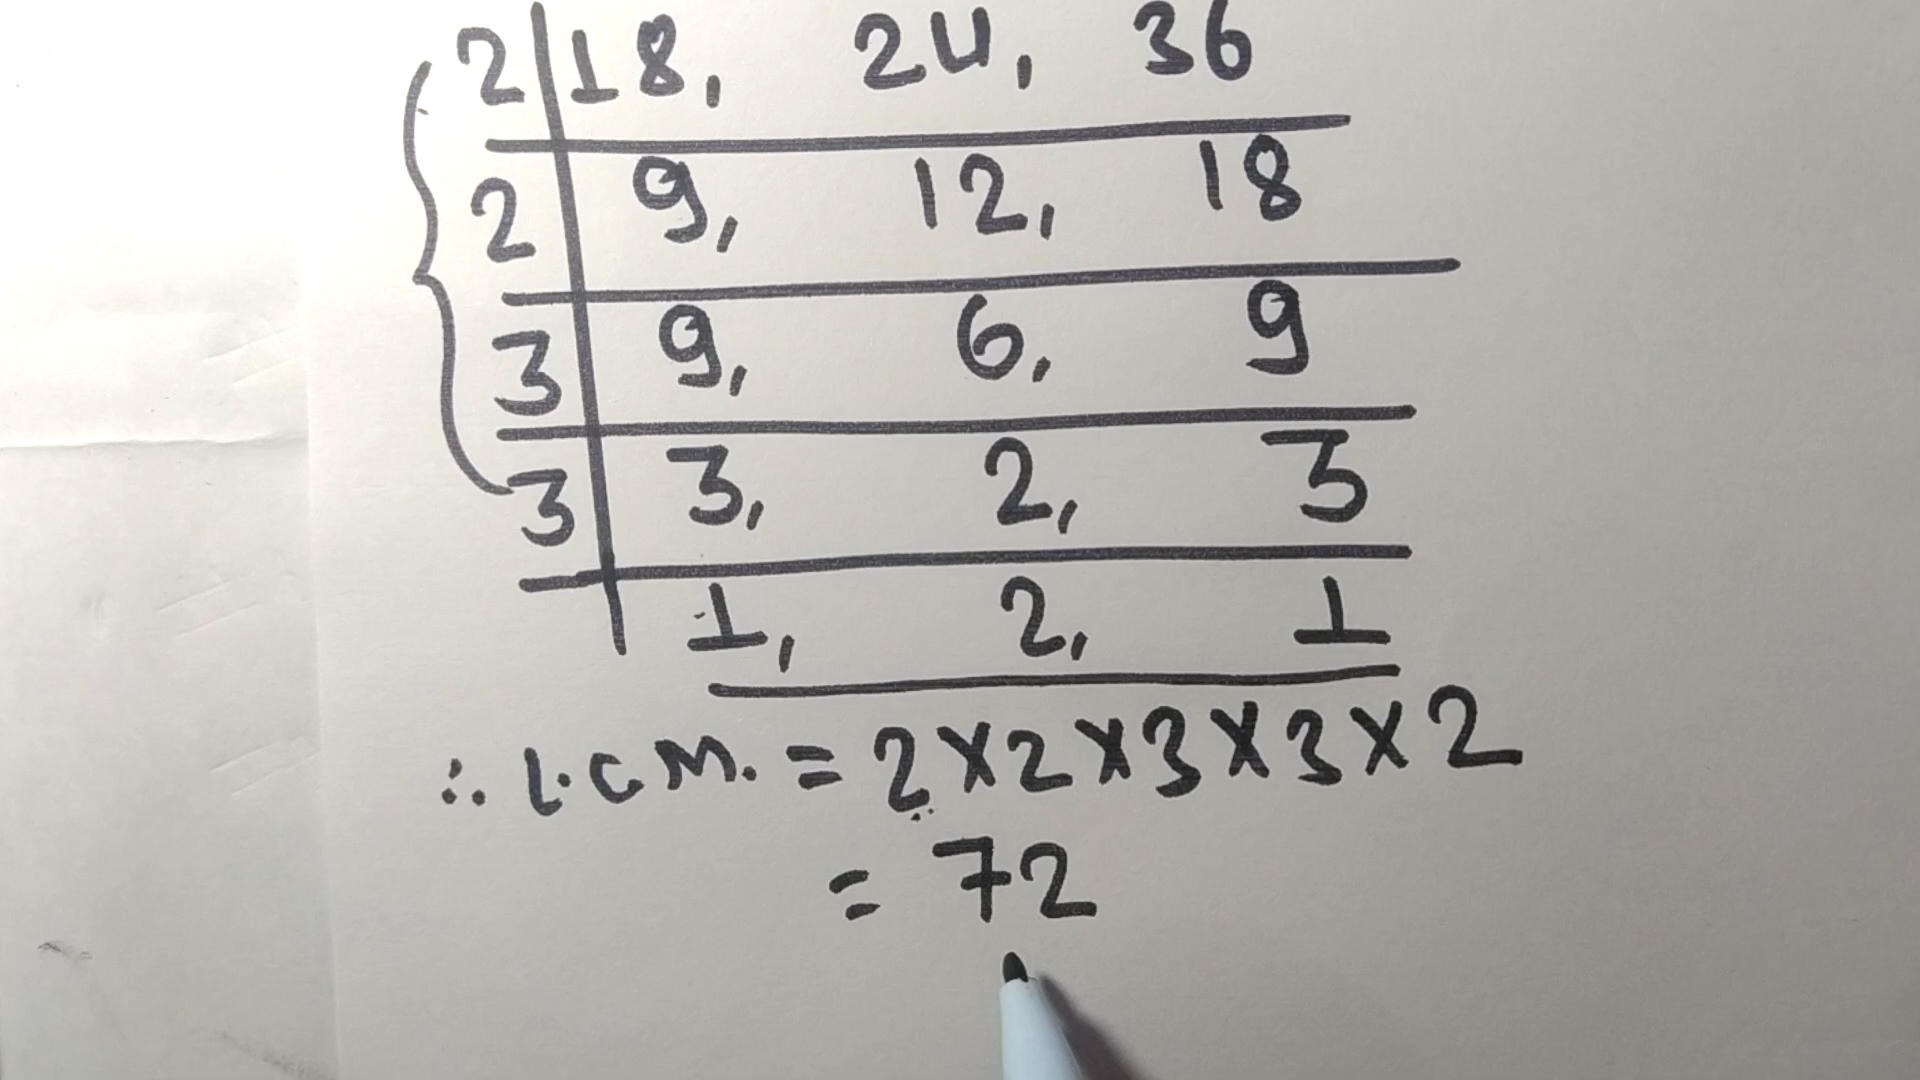 2 18, 24, 36
2 9, 12, 18
3 9, 6, 9
3 3, 2, 3
1, 2, 1
∴ L.C.M. = 2×2×3×3×2
= 72